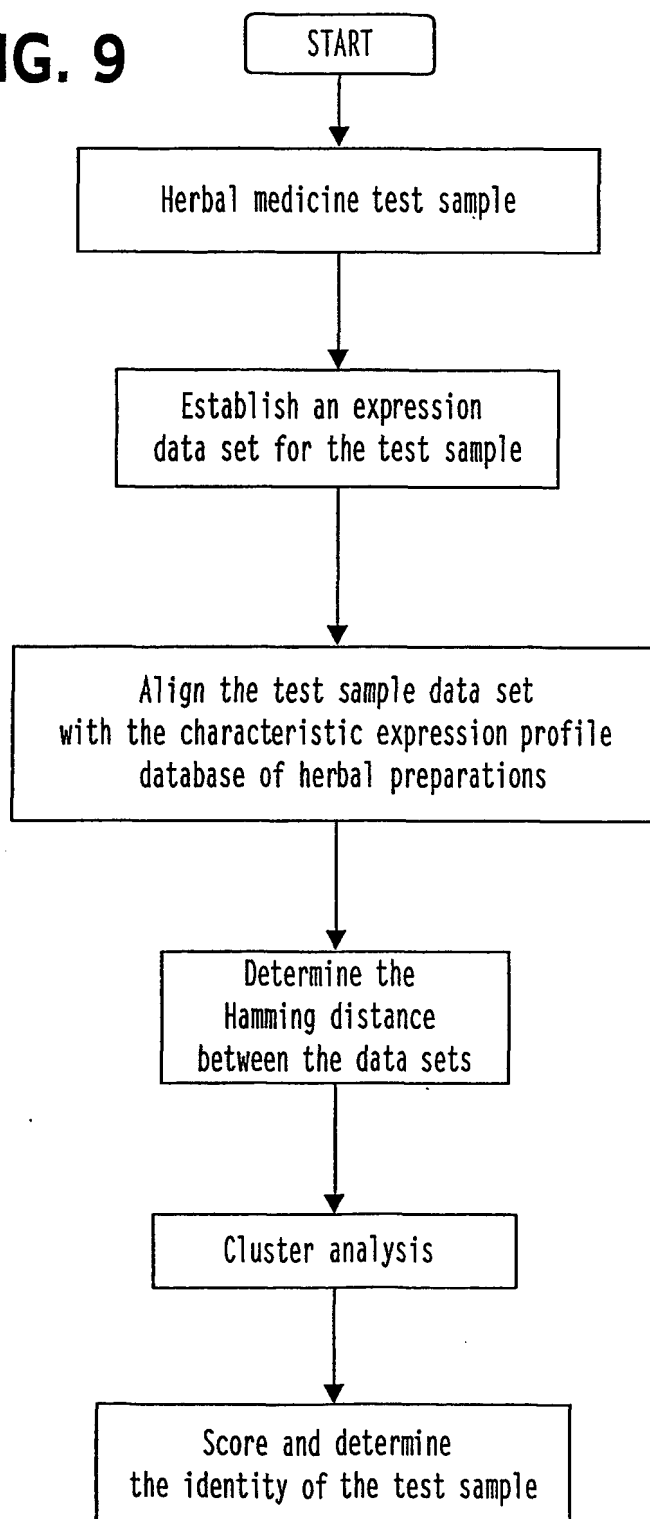 IG. 9
START
Herbal medicine test sample
Establish an expression
data set for the test sample
Align the test sample data set
with the characteristic expression profile
database of herbal preparations
Determine the
Hamming distance
between the data sets
Cluster analysis
Score and determine
the identity of the test sample